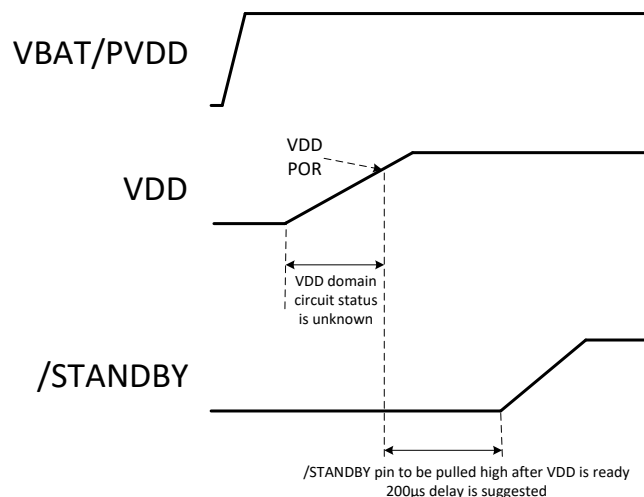 VBAT/PVDD
VDD
POR
VDD
VDD domain
circuit status
is unknown
/STANDBY
/STANDBY pin to be pulled high after VDD is ready
200µs delay is suggested